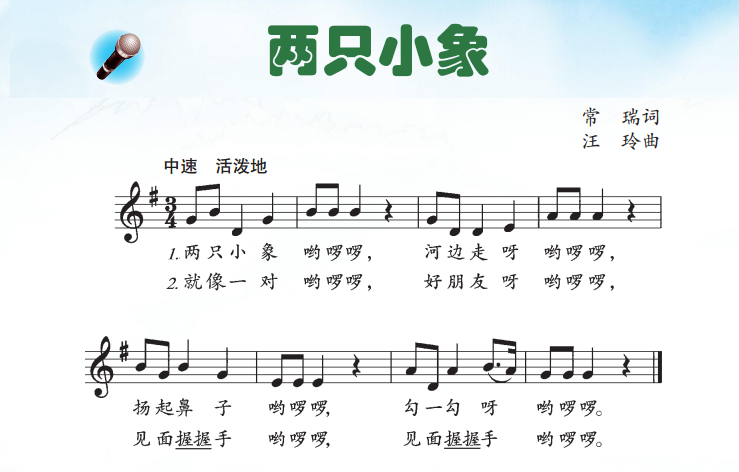 两只小象
常 瑞词
汪 玲曲
中速 活泼地
3
4
1. 两只小象 哟啰啰, 河边走呀 哟啰啰,
2. 就像一对 哟啰啰, 好朋友呀 哟啰啰,
扬起鼻子 哟啰啰, 勾一勾呀 哟啰啰。
见面握握手 哟啰啰, 见面握握手 哟啰啰。